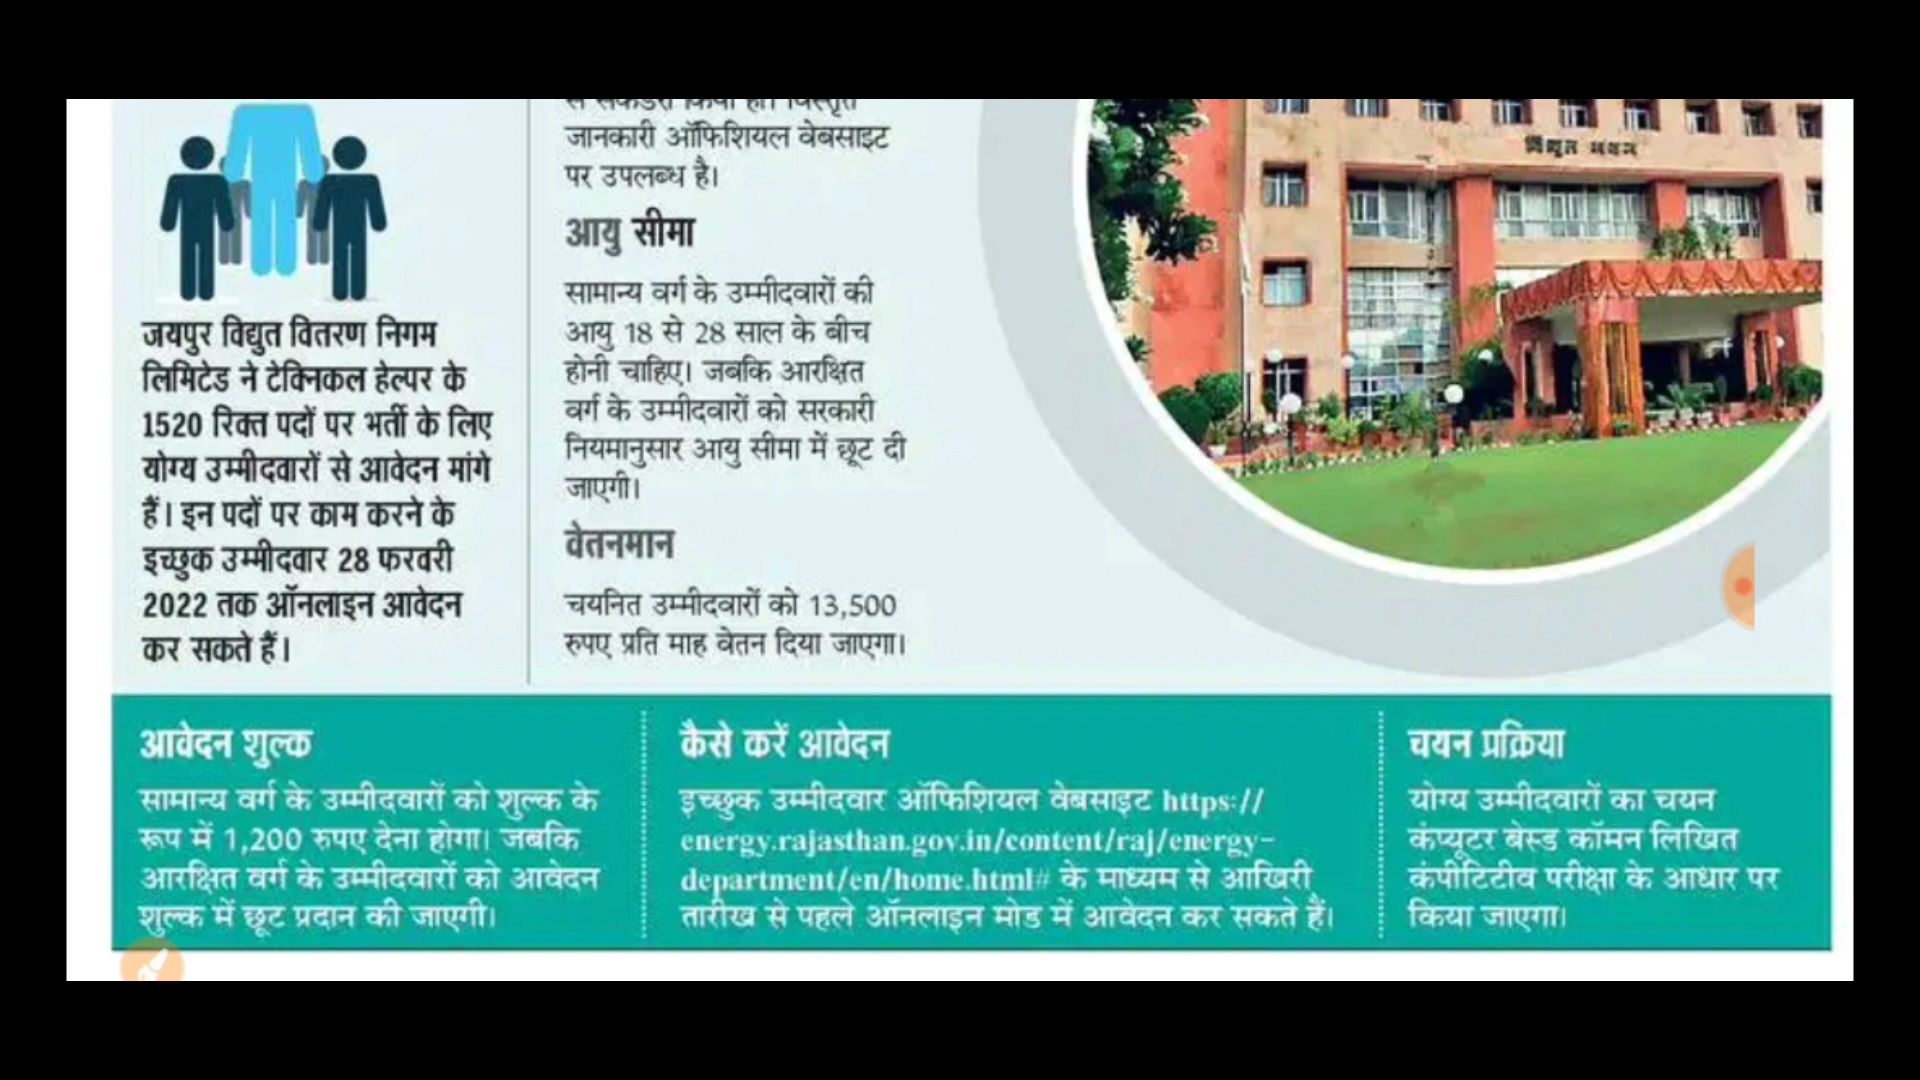 जयपुर विद्युत वितरण निगम
लिमिटेड ने टेक्निकल हेल्पर के
1520 रिक्त पदों पर भर्ती के लिए
योग्य उम्मीदवारों से आवेदन मांगे
हैं। इन पदों पर काम करने के
इच्छुक उम्मीदवार 28 फरवरी
2022 तक ऑनलाइन आवेदन
कर सकते हैं।
से सेकेंडरी किया हो। विस्तृत
जानकारी ऑफिशियल वेबसाइट
पर उपलब्ध है।
आयु सीमा
सामान्य वर्ग के उम्मीदवारों की
आयु 18 से 28 साल के बीच
होनी चाहिए। जबकि आरक्षित
वर्ग के उम्मीदवारों को सरकारी
नियमानुसार आयु सीमा में छूट दी
जाएगी।
वेतनमान
चयनित उम्मीदवारों को 13,500
रुपए प्रति माह वेतन दिया जाएगा।
विद्युत भवन
आवेदन शुल्क
सामान्य वर्ग के उम्मीदवारों को शुल्क के
रूप में 1,200 रुपए देना होगा। जबकि
आरक्षित वर्ग के उम्मीदवारों को आवेदन
शुल्क में छूट प्रदान की जाएगी।
कैसे करें आवेदन
इच्छुक उम्मीदवार ऑफिशियल वेबसाइट https://
energy.rajasthan.gov.in/content/raj/energy-
department/en/home.html# के माध्यम से आखिरी
तारीख से पहले ऑनलाइन मोड में आवेदन कर सकते हैं।
चयन प्रक्रिया
योग्य उम्मीदवारों का चयन
कंप्यूटर बेस्ड कॉमन लिखित
कंपीटिटीव परीक्षा के आधार पर
किया जाएगा।